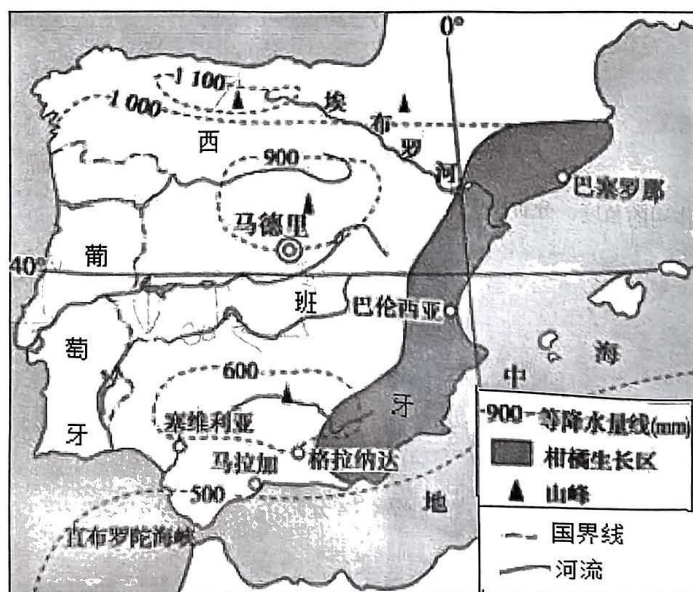 0°
1 100
1 000
埃
布
罗
河
西
900
巴塞罗那
马德里
葡
40°
班
巴伦西亚
萄
海
中
600
牙
塞维利亚
牙
马拉加
格拉纳达
500
地
直布罗陀海峡
900 等降水量线(mm)
柑橘生长区
山峰
国界线
河流